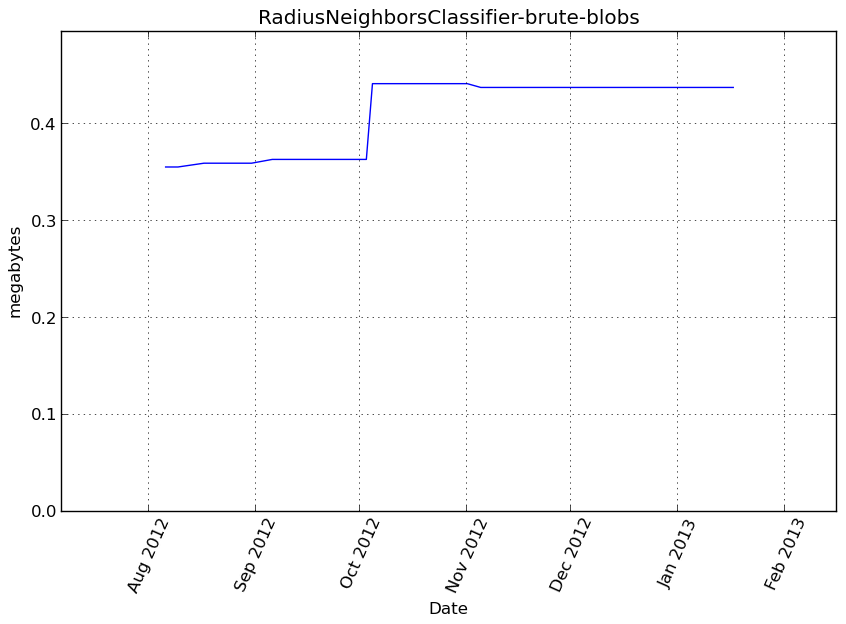 RadiusNeighborsClassifier-brute-blobs
megabytes
0.4
0.3
0.2
0.1
0.0
Aug 2012
Sep 2012
Oct 2012
Nov 2012
Dec 2012
Jan 2013
Feb 2013
Date